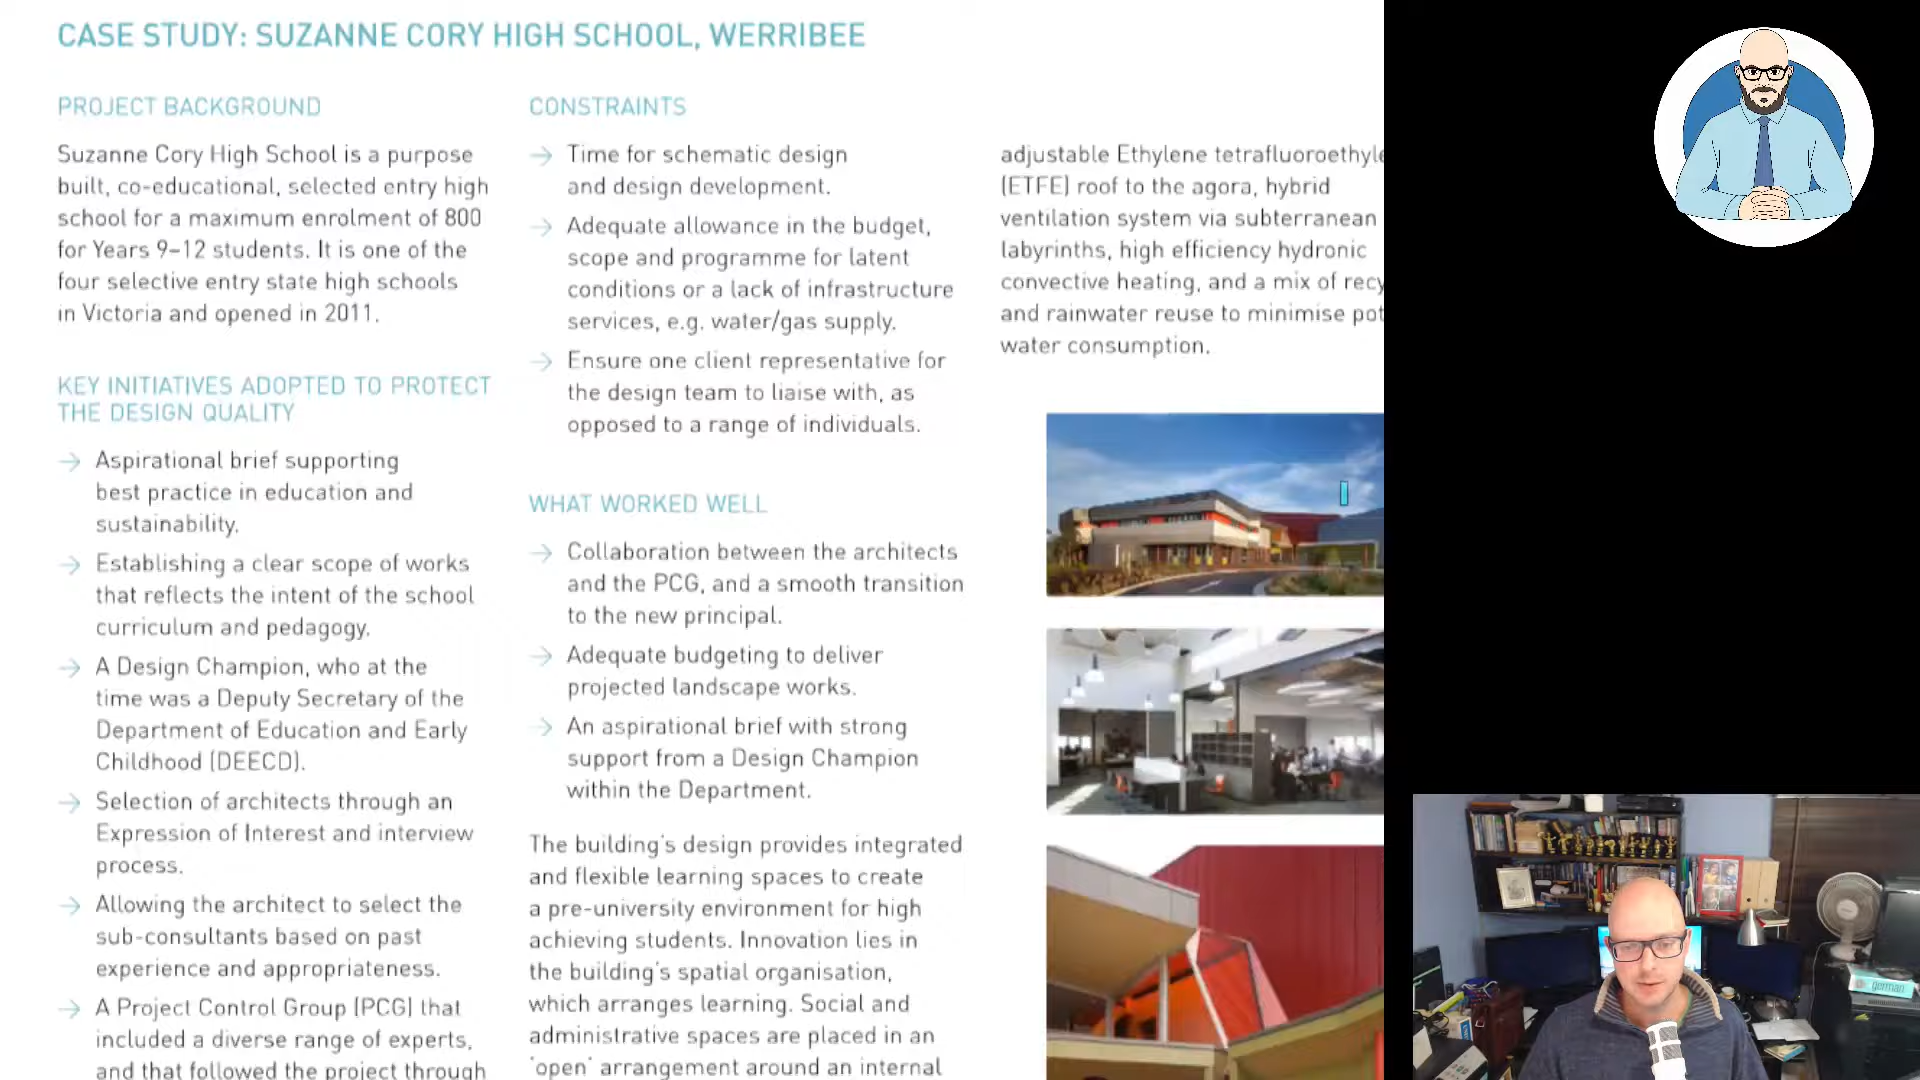 CASE STUDY: SUZANNE CORY HIGH SCHOOL, WERRIBEE
PROJECT BACKGROUND
Suzanne Cory High School is a purpose
built, co-educational, selected entry high
school for a maximum enrolment of 800
for Years 9–12 students. It is one of the
four selective entry state high schools
in Victoria and opened in 2011.
KEY INITIATIVES ADOPTED TO PROTECT
THE DESIGN QUALITY
→ Aspirational brief supporting
best practice in education and
sustainability.
→ Establishing a clear scope of works
that reflects the intent of the school
curriculum and pedagogy.
→ A Design Champion, who at the
time was a Deputy Secretary of the
Department of Education and Early
Childhood (DEECD).
→ Selection of architects through an
Expression of Interest and interview
process.
→ Allowing the architect to select the
sub-consultants based on past
experience and appropriateness.
→ A Project Control Group (PCG) that
included a diverse range of experts,
and that followed the project through
CONSTRAINTS
→ Time for schematic design
and design development.
→ Adequate allowance in the budget,
scope and programme for latent
conditions or a lack of infrastructure
services, e.g. water/gas supply.
→ Ensure one client representative for
the design team to liaise with, as
opposed to a range of individuals.
WHAT WORKED WELL
→ Collaboration between the architects
and the PCG, and a smooth transition
to the new principal.
→ Adequate budgeting to deliver
projected landscape works.
→ An aspirational brief with strong
support from a Design Champion
within the Department.
The building's design provides integrated
and flexible learning spaces to create
a pre-university environment for high
achieving students. Innovation lies in
the building's spatial organisation,
which arranges learning. Social and
administrative spaces are placed in an
'open' arrangement around an internal
adjustable Ethylene tetrafluoroethyle
(ETFE) roof to the agora, hybrid
ventilation system via subterranean
labyrinths, high efficiency hydronic
convective heating, and a mix of recy
and rainwater reuse to minimise pot
water consumption.
german